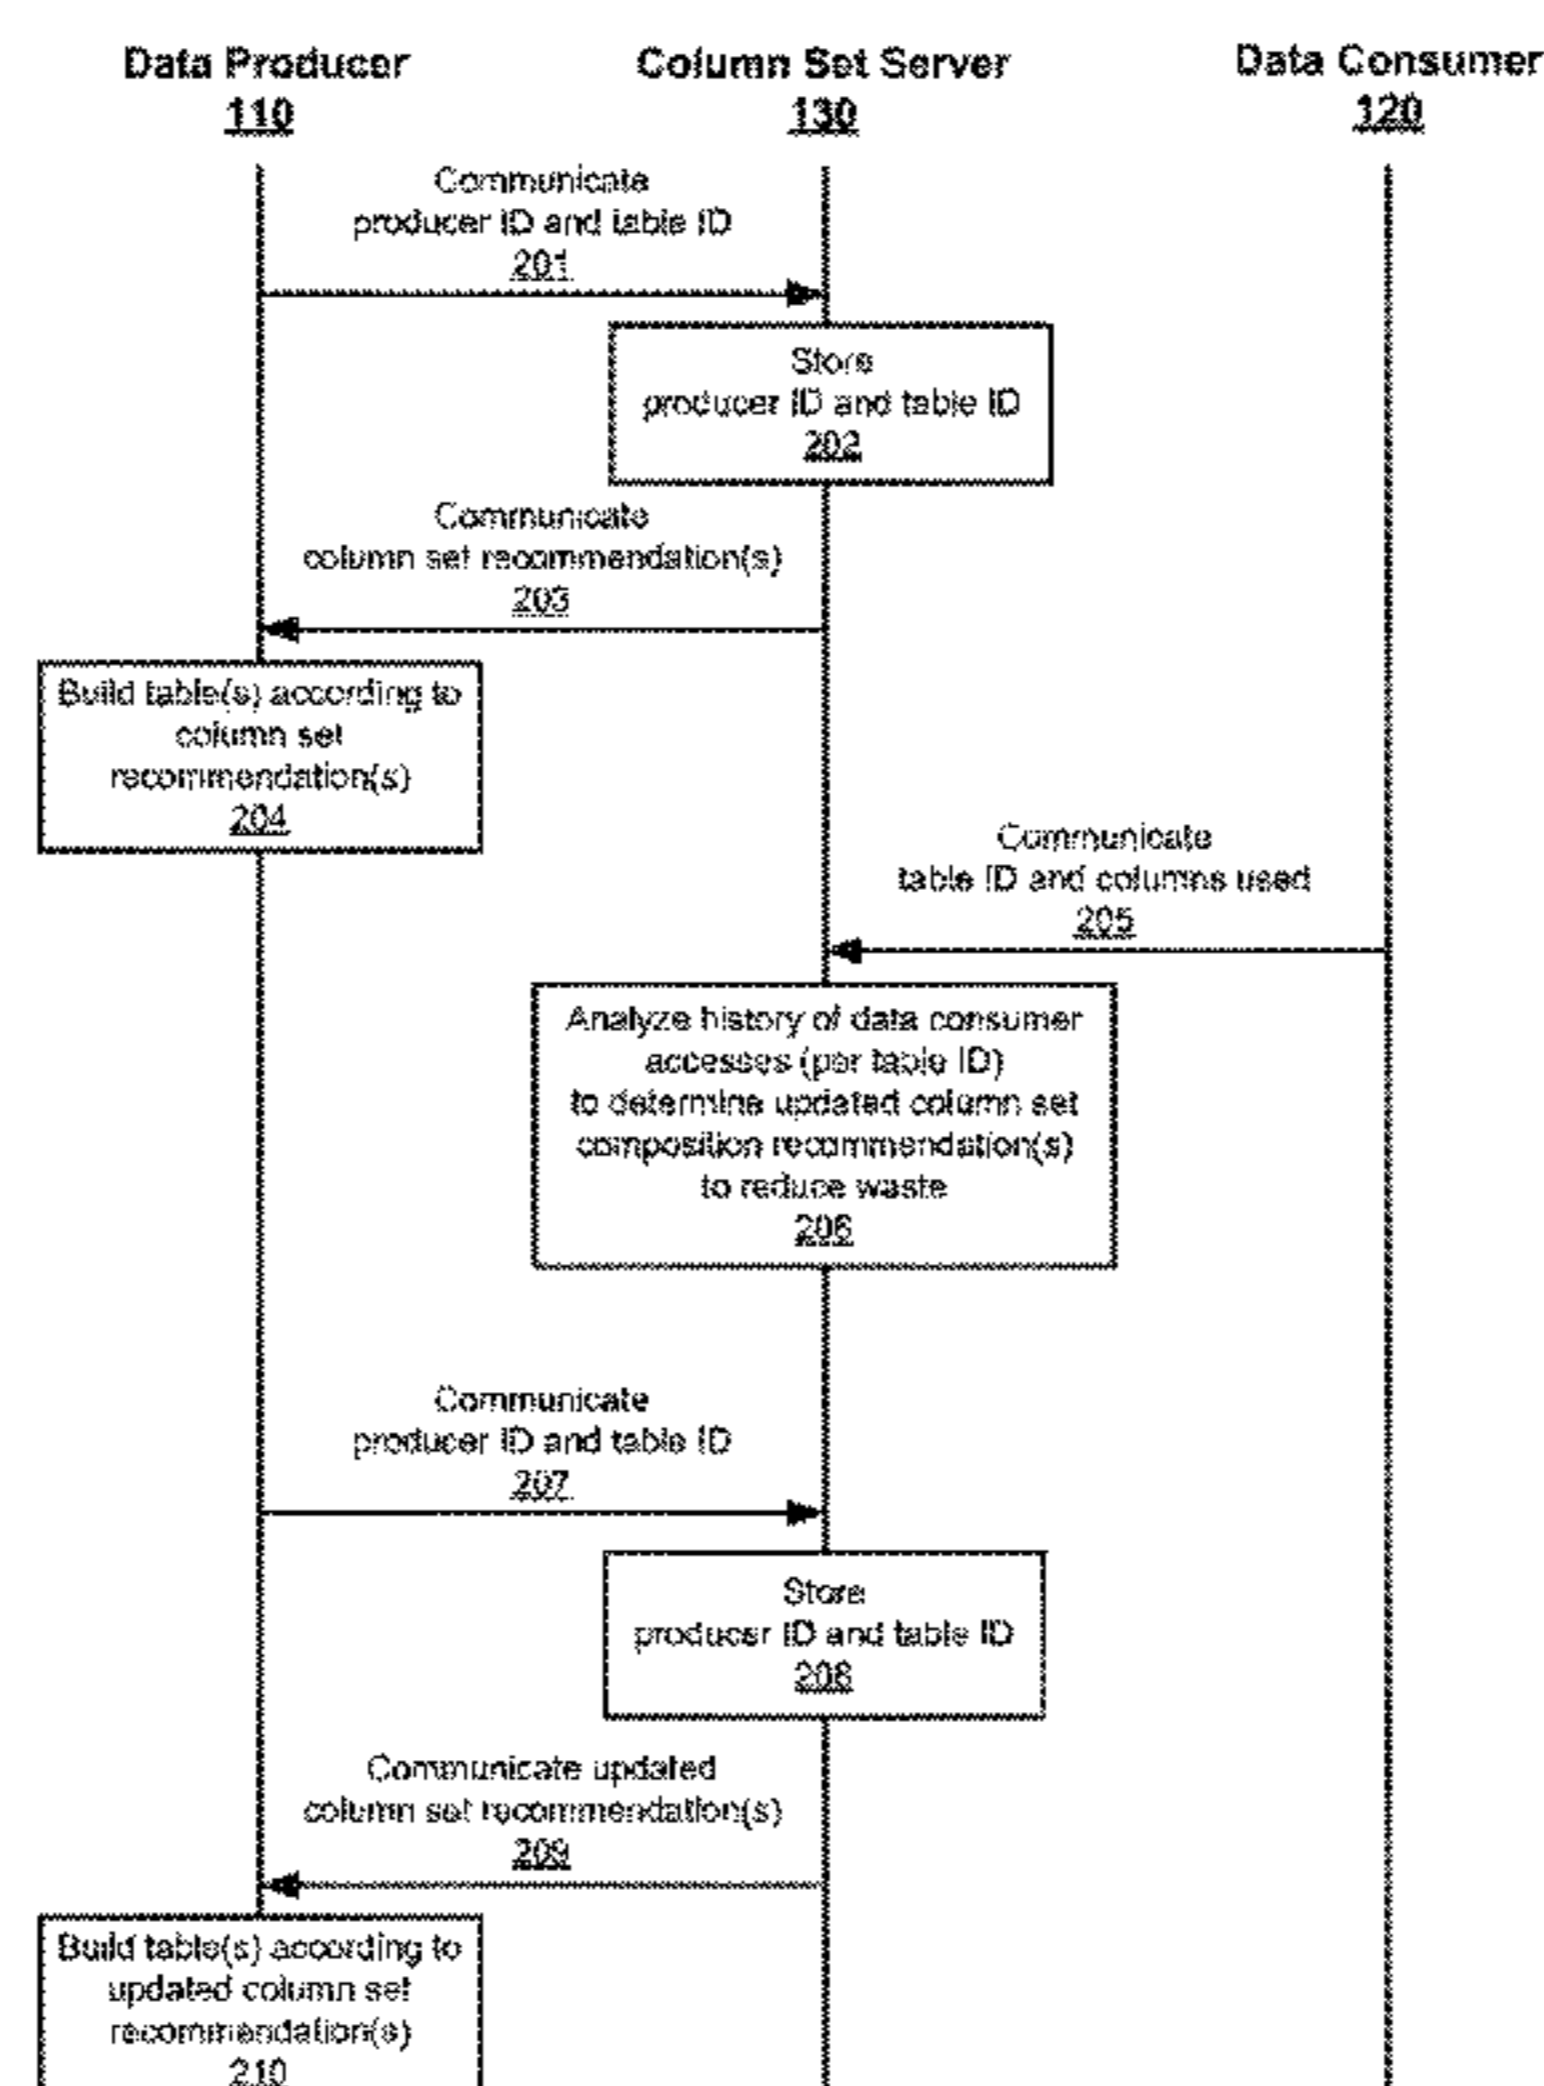 Data Producer
110
Column Set Server
130
Data Consumer
120
Communicate
producer ID and table ID
201
Store
producer ID and table ID
202
Communicate
column set recommendation(s)
203
Build table(s) according to
column set
recommendation(s)
204
Communicate
table ID and columns used
205
Analyze history of data consumer
accesses (per table ID)
to determine updated column set
composition recommendation(s)
to reduce waste
206
Communicate
producer ID and table ID
207
Store
producer ID and table ID
208
Communicate updated
column set recommendation(s)
209
Build table(s) according to
updated column set
recommendation(s)
210